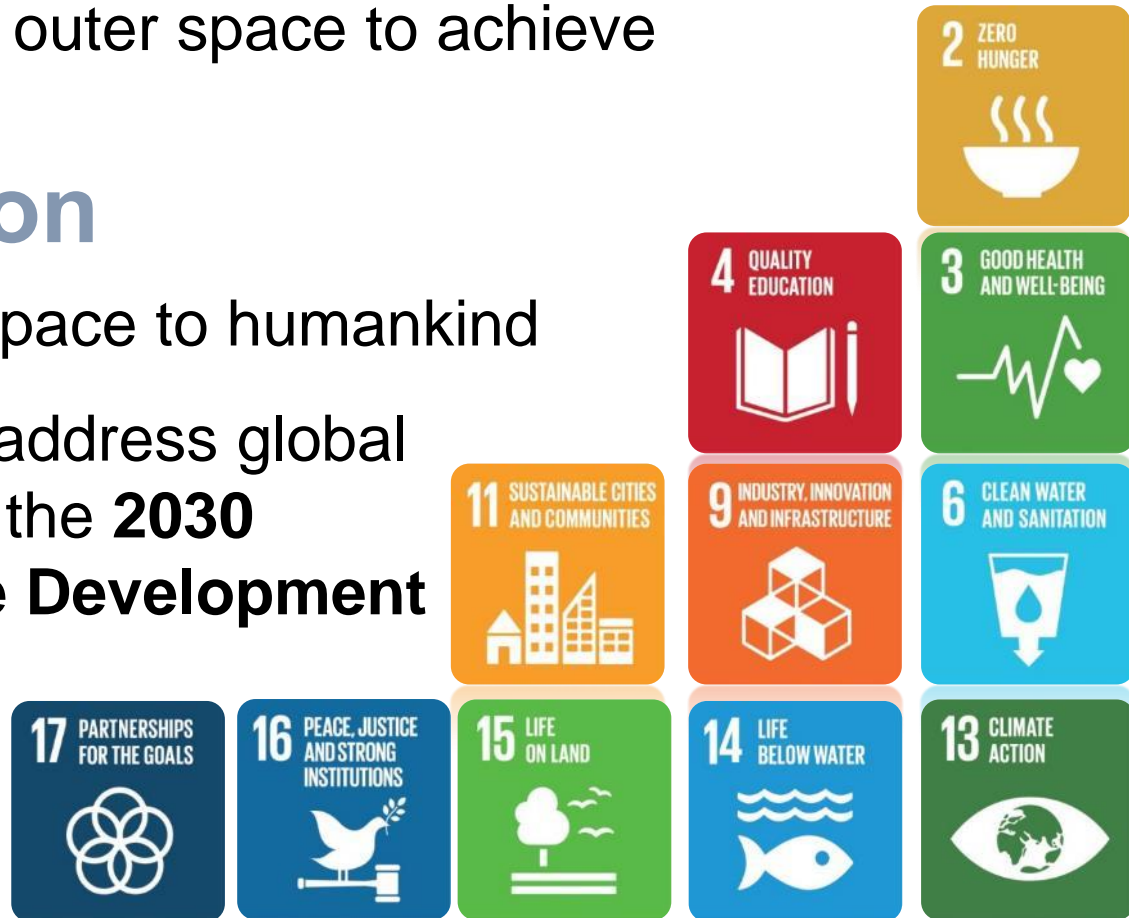 outer space to achieve
on
pace to humankind
address global
the 2030
e Development
2 ZERO
HUNGER
4 QUALITY
EDUCATION
3 GOOD HEALTH
AND WELL-BEING
11 SUSTAINABLE CITIES
AND COMMUNITIES
9 INDUSTRY, INNOVATION
AND INFRASTRUCTURE
6 CLEAN WATER
AND SANITATION
17 PARTNERSHIPS
FOR THE GOALS
16 PEACE, JUSTICE
AND STRONG
INSTITUTIONS
15 LIFE
ON LAND
14 LIFE
BELOW WATER
13 CLIMATE
ACTION